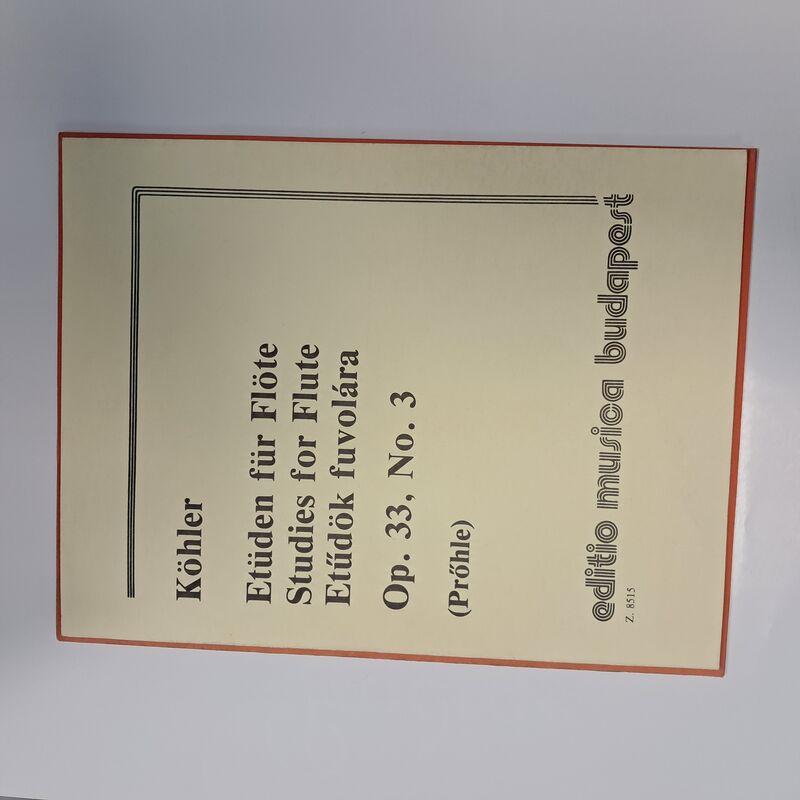 Köhler
Etüden für Flöte
Studies for Flute
Etűdök fuvolára
Op. 33, No. 3
(Prőhle)
editio musica budapest
Z. 8515